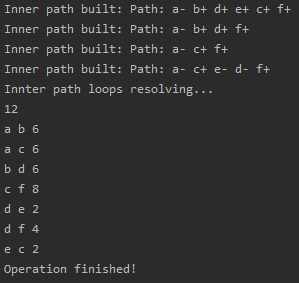 Inner path built: Path: a- b+ d+ e+ c+ f+
Inner path built: Path: a- b+ d+ f+
Inner path built: Path: a- c+ f+
Inner path built: Path: a- c+ e- d- f+
Innter path loops resolving...
12
a b 6
a c 6
b d 6
c f 8
d e 2
d f 4
e c 2
Operation finished!